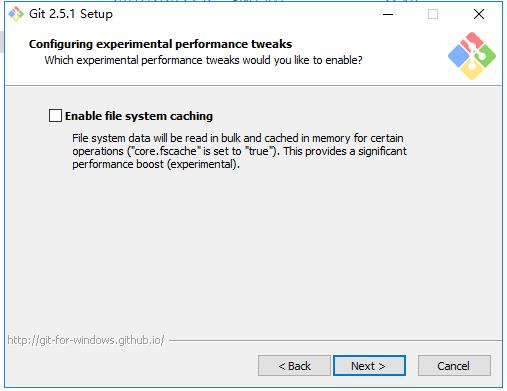 Git 2.5.1 Setup
Configuring experimental performance tweaks
Which experimental performance tweaks would you like to enable?
Enable file system caching
File system data will be read in bulk and cached in memory for certain
operations ("core.fscache" is set to "true"). This provides a significant
performance boost (experimental).
http://git-for-windows.github.io/
< Back
Next >
Cancel